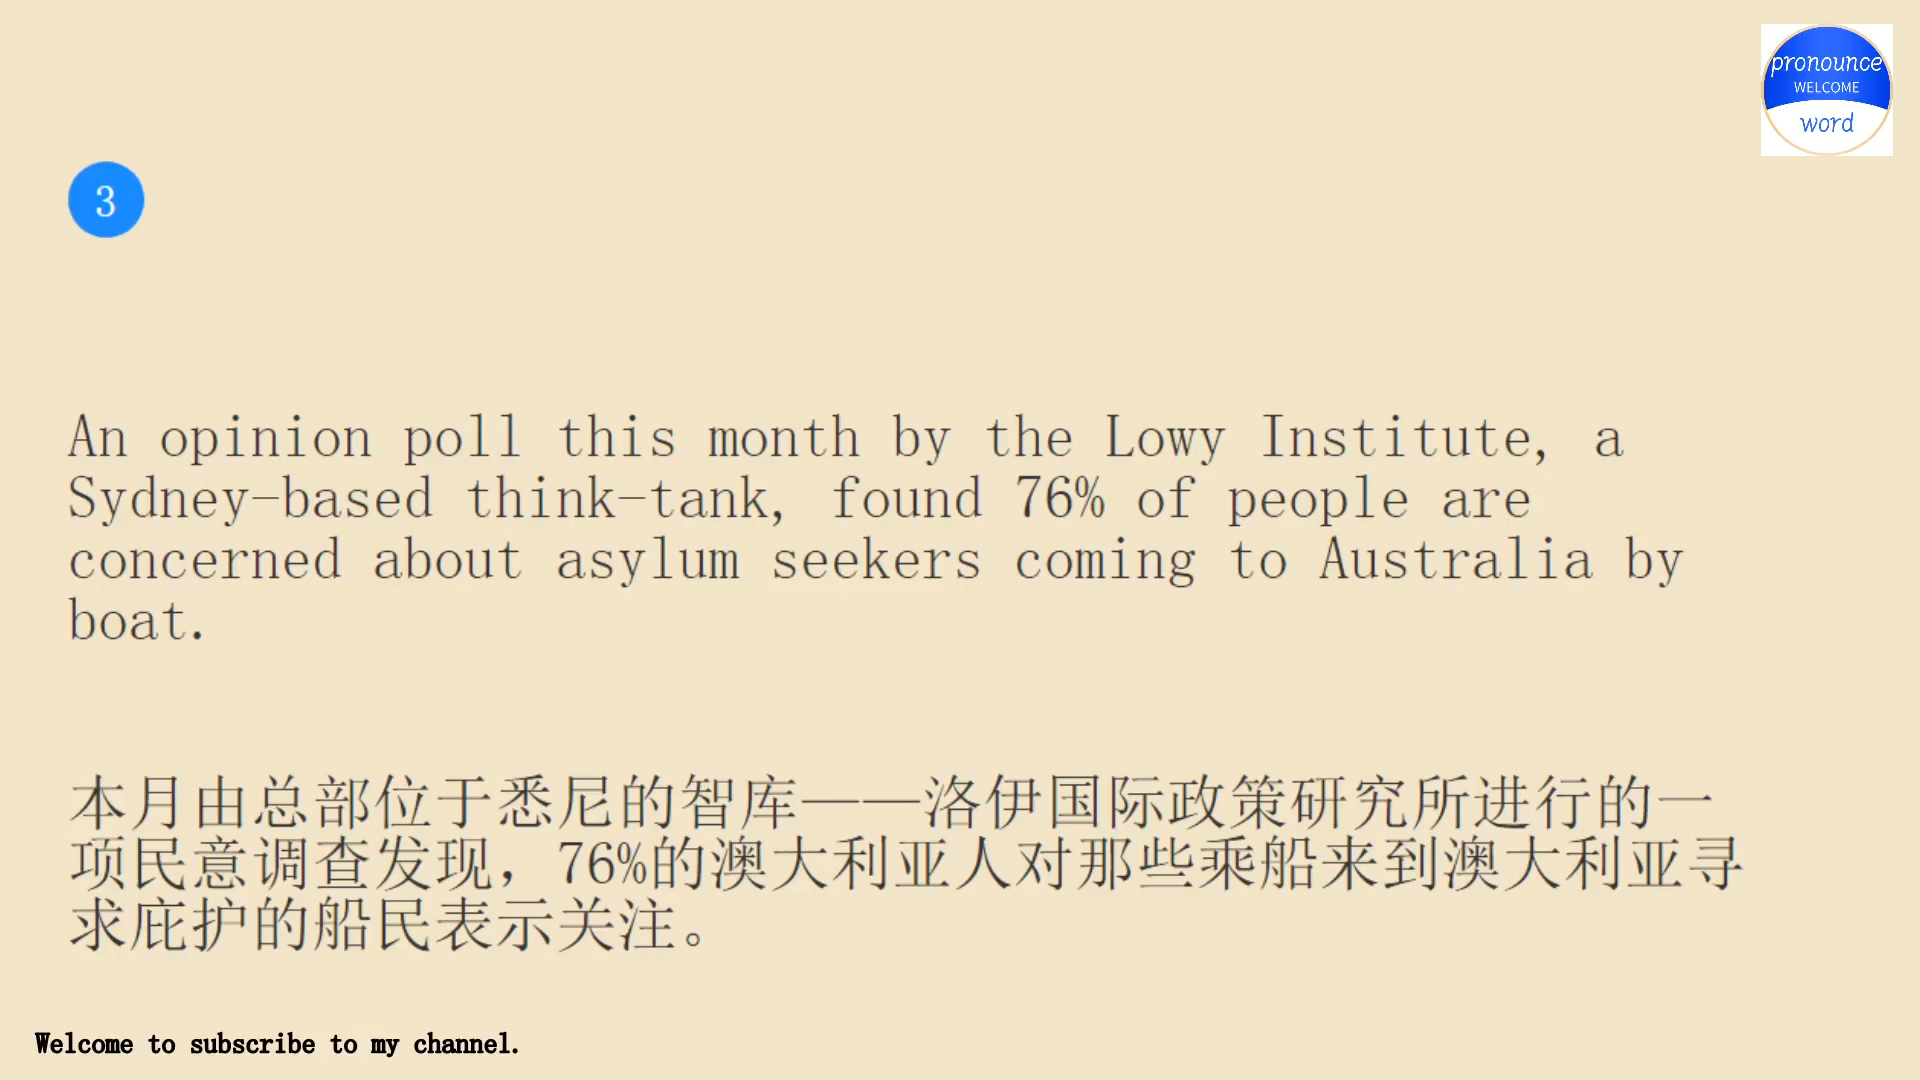 pronounce
WELCOME
word
3
An opinion poll this month by the Lowy Institute, a
Sydney-based think-tank, found 76% of people are
concerned about asylum seekers coming to Australia by
boat.
本月由总部位于悉尼的智库——洛伊国际政策研究所进行的一
项民意调查发现，76%的澳大利亚人对那些乘船来到澳大利亚寻
求庇护的船民表示关注。
Welcome to subscribe to my channel.